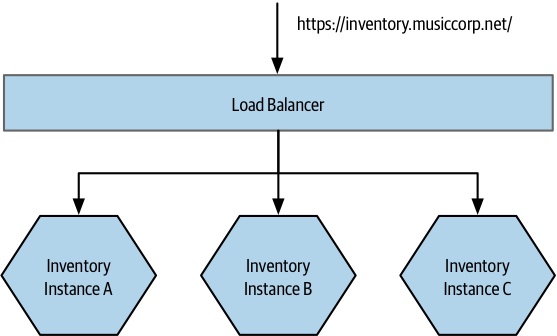 https://inventory.musiccorp.net/
Load Balancer
Inventory
Instance A
Inventory
Instance B
Inventory
Instance C